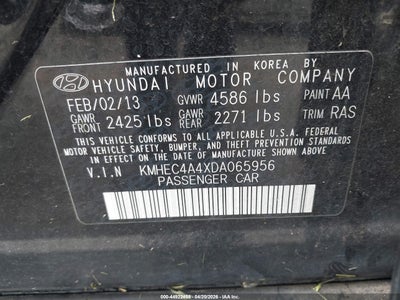 MANUFACTURED IN KOREA BY
HYUNDAI MOTOR COMPANY
FEB/02/13 GVWR 4586 lbs PAINT AA
GAWR FRONT 2425 lbs GAWR REAR 2271 lbs TRIM RAS
THIS VEHICLE CONFORMS TO ALL APPLICABLE U.S.A. FEDERAL
MOTOR VEHICLE SAFETY, BUMPER, AND THEFT PREVENTION STANDARDS
IN EFFECT ON THE DATE OF MANUFACTURE SHOWN ABOVE.
V.I.N KMHEC4A4XDA065956
PASSENGER CAR